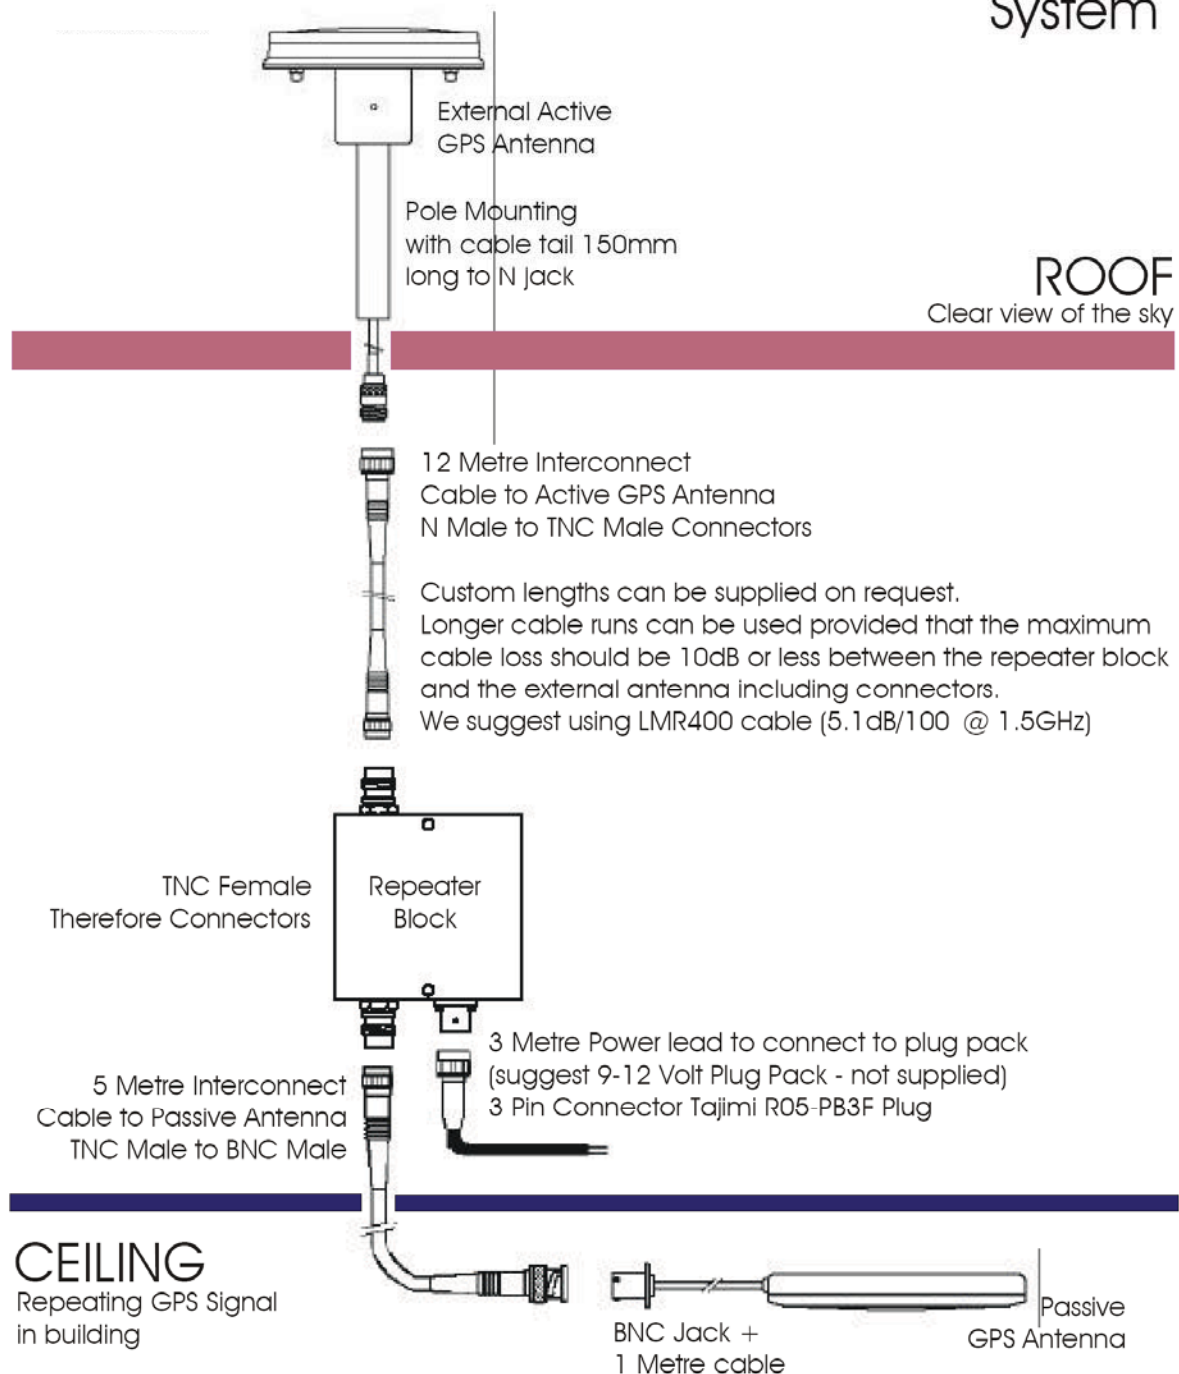 System
External Active
GPS Antenna
Pole Mounting
with cable tail 150mm
long to N jack
ROOF
Clear view of the sky
12 Metre Interconnect
Cable to Active GPS Antenna
N Male to TNC Male Connectors
Custom lengths can be supplied on request.
Longer cable runs can be used provided that the maximum
cable loss should be 10dB or less between the repeater block
and the external antenna including connectors.
We suggest using LMR400 cable (5.1dB/100 @ 1.5GHz)
TNC Female
Therefore Connectors
Repeater
Block
3 Metre Power lead to connect to plug pack
(suggest 9-12 Volt Plug Pack - not supplied)
3 Pin Connector Tajimi R05-PB3F Plug
5 Metre Interconnect
Cable to Passive Antenna
TNC Male to BNC Male
CEILING
Repeating GPS Signal
in building
BNC Jack +
1 Metre cable
Passive
GPS Antenna